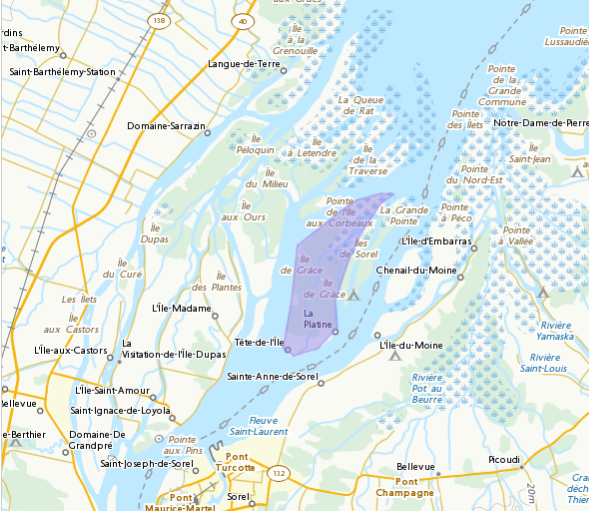 aux Grocs
138
40
Île
à la
Grenouille
Pointe
Lussaudiè
rdins
t-Barthélemy
Langue-de-Terre
Saint-Barthélemy-Station
Pointe
de la
Grande
Commune
La Queue
de Rat
Pointe
des Îlets
Notre-Dame-de-Pierre
Domaine-Sarrazin
Île
Peloquin
Île
à Letendre
Île
de la
Traverse
Île
Saint-Jean
Île
du Milieu
Pointe
du Nord-Est
Île
aux Ours
Pointe
de l'Île
aux Corbeaux
La Grande
Pointe
Pointe
à Péco
Pointe
à Vallée
Île
Dupas
Îles
de Sorel
L'Île-d'Embarras
Île
du Curé
Île
des Plantes
Île
de Grâce
Île
de Grâce
Chenail-du-Moine
Les Îlets
Île
aux Castors
L'Île-Madame
La
Platine
Rivière
Yamaska
L'Île-aux-Castors
La
Visitation-de-l'Île-Dupas
Tête-de-l'Île
L'Île-du-Moine
Rivière
Saint-Louis
Sainte-Anne-de-Sorel
Rivière
Pot au
Beurre
L'Île-Saint-Amour
Bellevue
Saint-Ignace-de-Loyola
Fleuve
Saint-Laurent
e-Berthier
Domaine-De
Grandpré
Pointe
aux Pins
Saint-Joseph-de-Sorel
Pont
Turcotte
132
Bellevue
Picoudi
Pont
Champagne
Sorel
Pont
Maurice-Martel
20m
Gra
déch
Thier